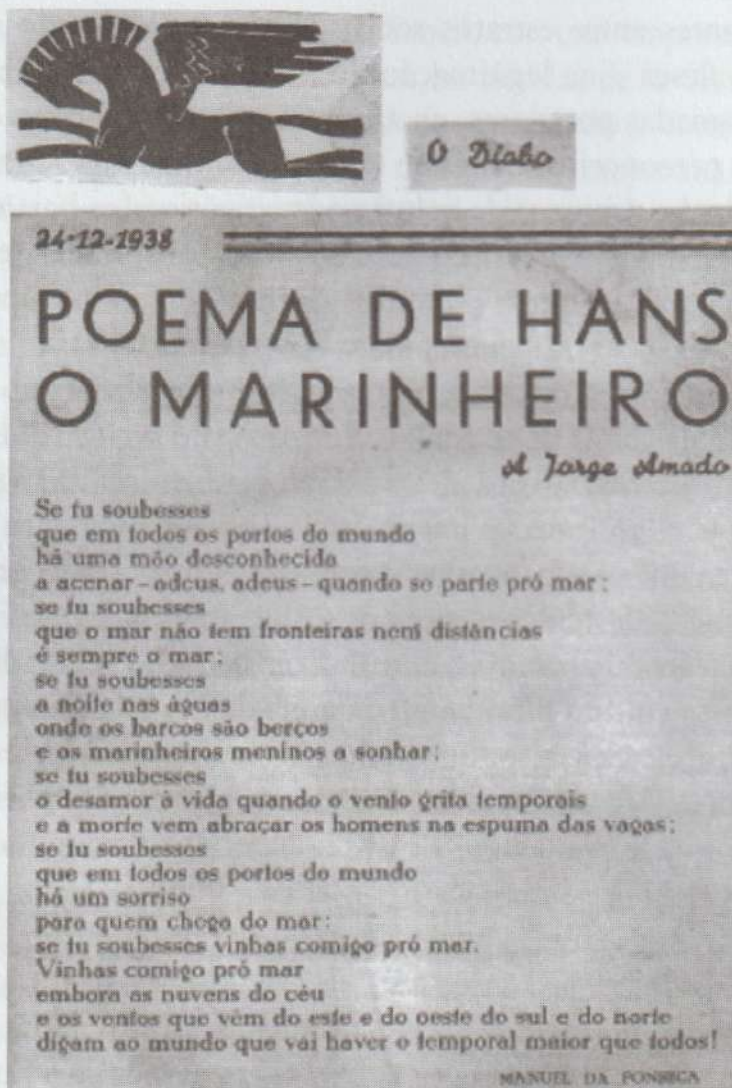 O Diabo
24-12-1938
POEMA DE HANS
O MARINHEIRO
A Jorge Amado
Se tu soubesses
que em todos os portos do mundo
há uma mão desconhecida
a acenar – adeus, adeus – quando se parte pró mar;
se tu soubesses
que o mar não tem fronteiras nem distâncias
é sempre o mar;
se tu soubesses
a noite nas águas
onde os barcos são berços
e os marinheiros meninos a sonhar;
se tu soubesses
o desamor à vida quando o vento grita temporais
e a morte vem abraçar os homens na espuma das vagas;
se tu soubesses
que em todos os portos do mundo
há um sorriso
para quem chega do mar;
se tu soubesses vinhas comigo pró mar.
Vinhas comigo pró mar
embora as nuvens do céu
e os ventos que vêm do este e do oeste do sul e do norte
digam ao mundo que vai haver o temporal maior que todos!
MANUEL DA FONSECA